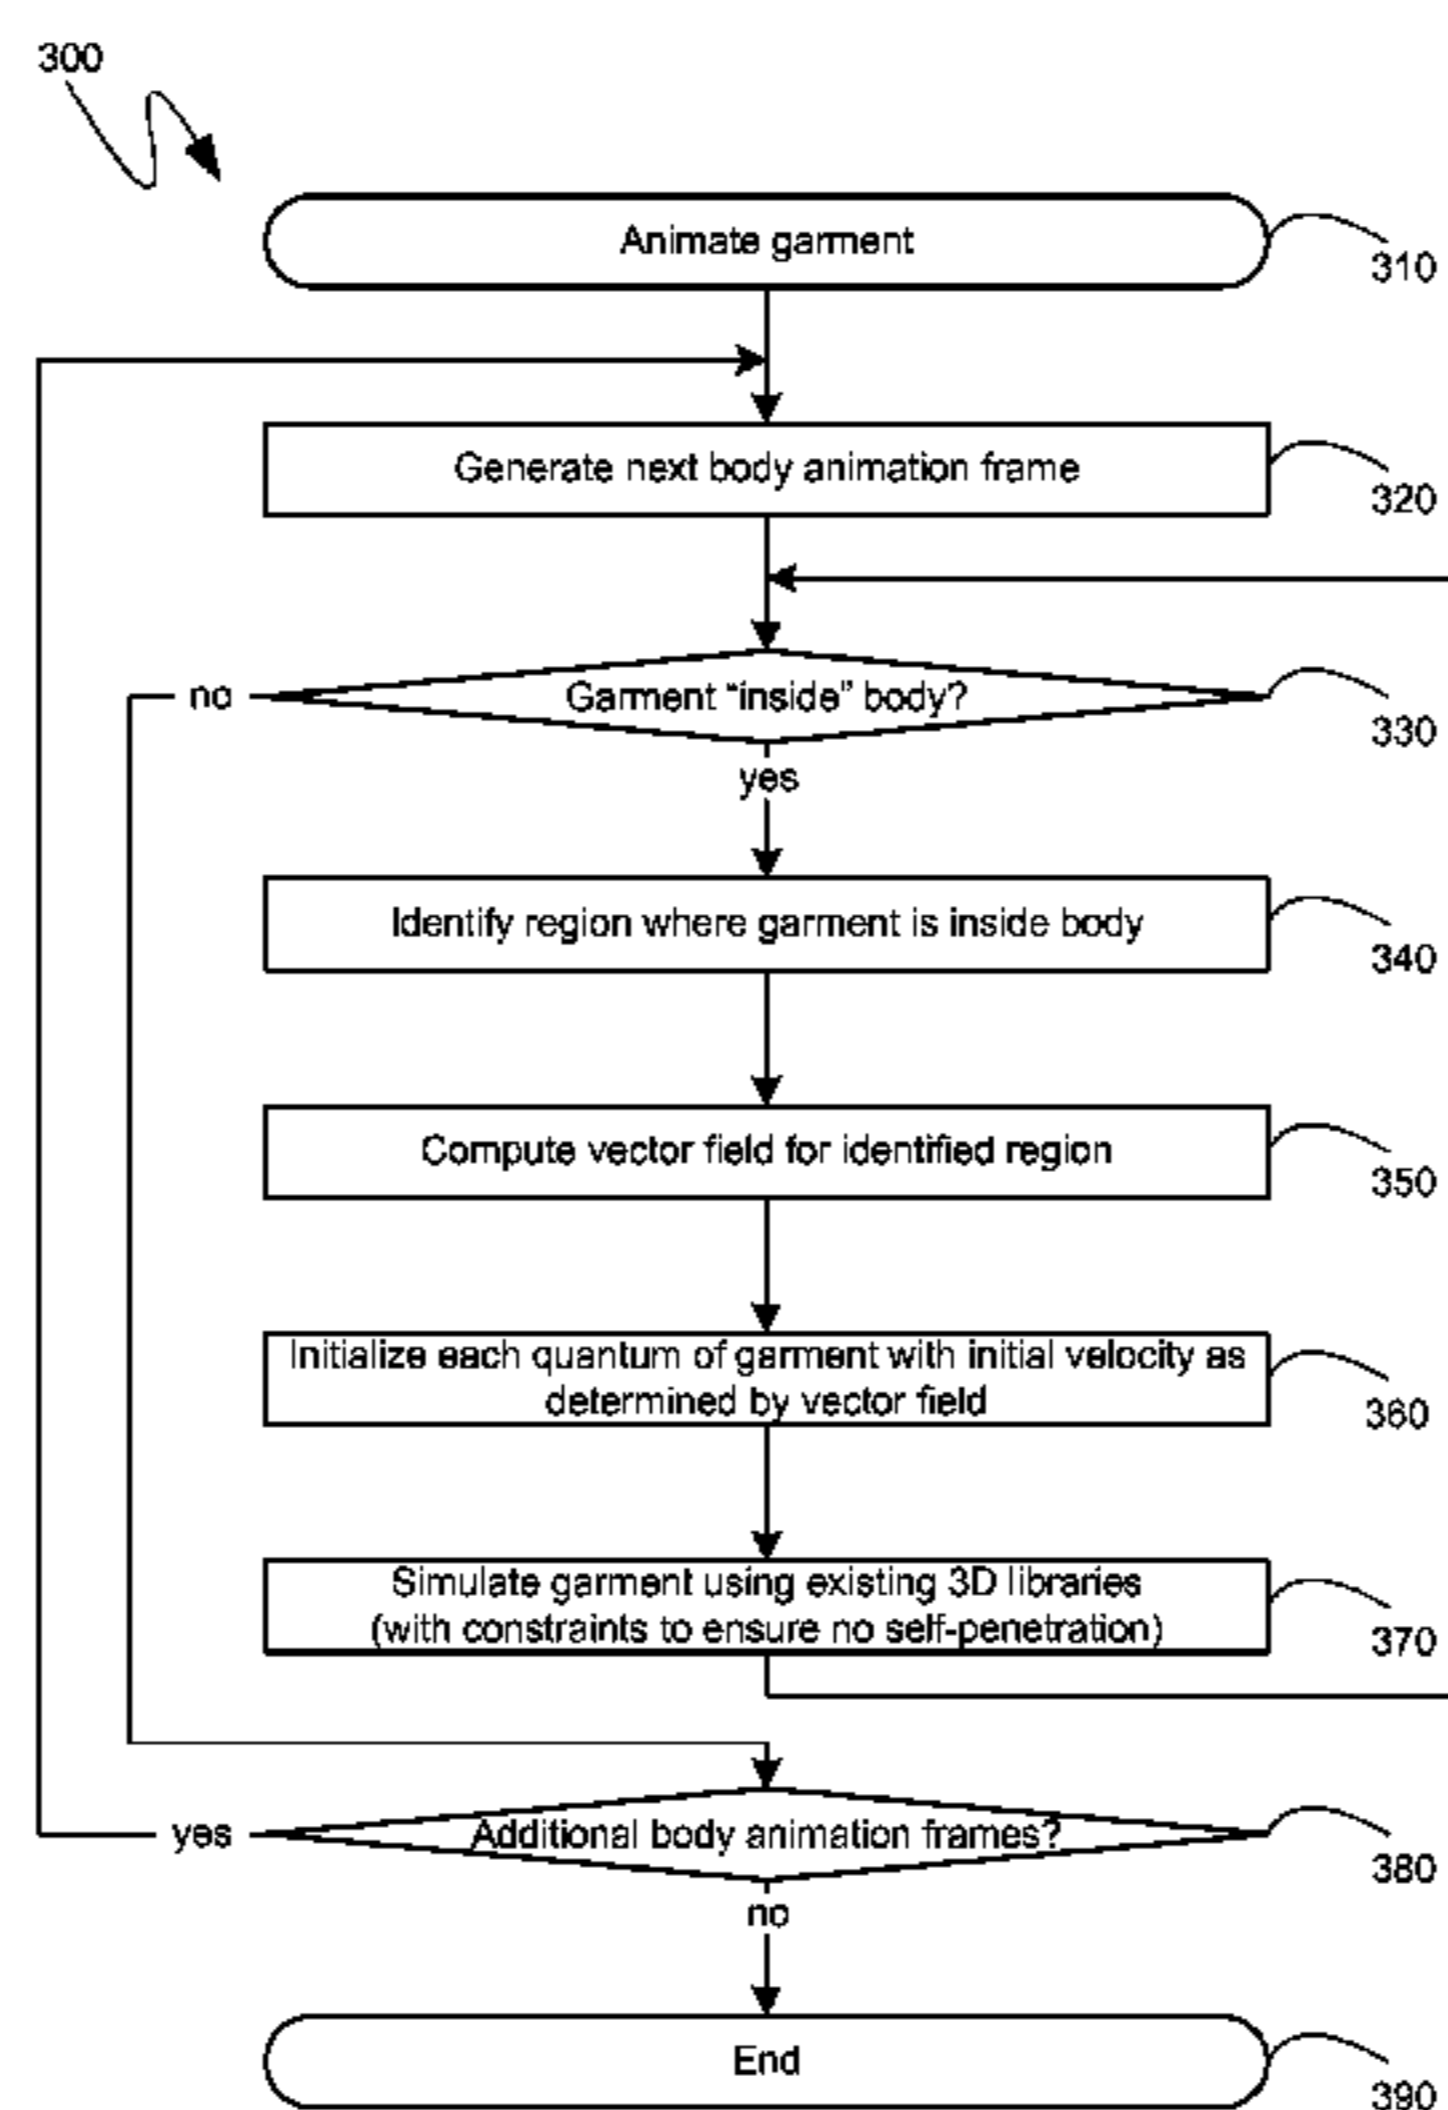 300
Animate garment
310
Generate next body animation frame
320
no
Garment “inside” body?
330
yes
Identify region where garment is inside body
340
Compute vector field for identified region
350
Initialize each quantum of garment with initial velocity as
determined by vector field
360
Simulate garment using existing 3D libraries
(with constraints to ensure no self-penetration)
370
yes
Additional body animation frames?
380
no
End
390